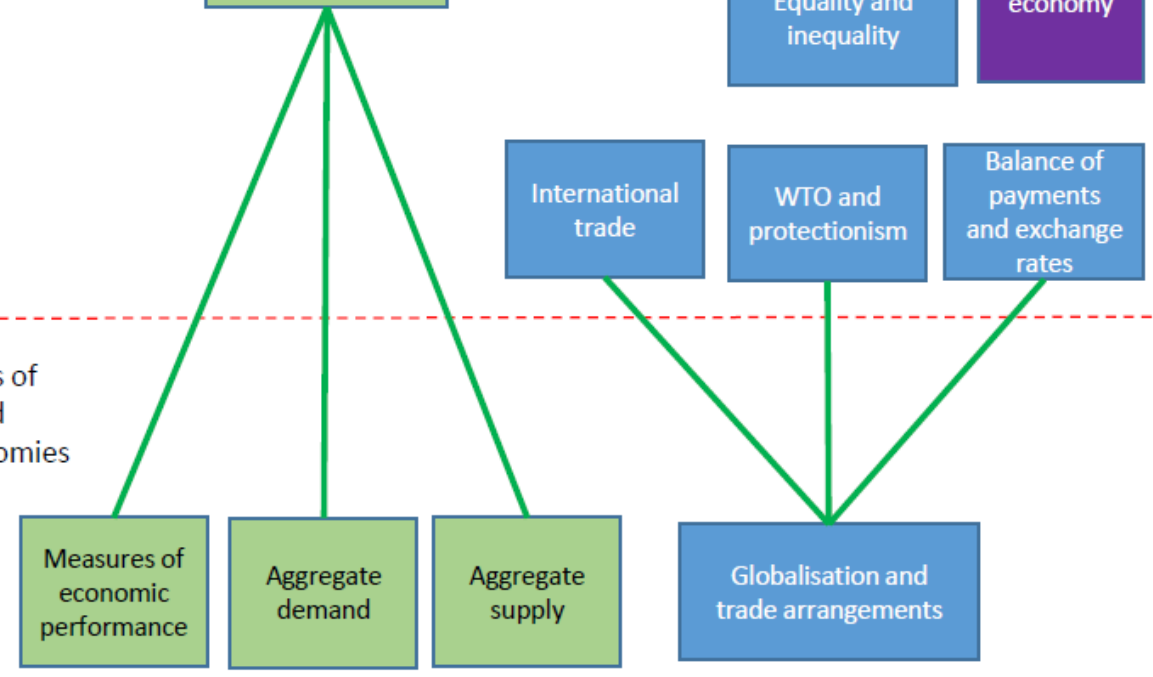 Equality and
inequality
economy
International
trade
WTO and
protectionism
Balance of
payments
and exchange
rates
of
omies
Measures of
economic
performance
Aggregate
demand
Aggregate
supply
Globalisation and
trade arrangements